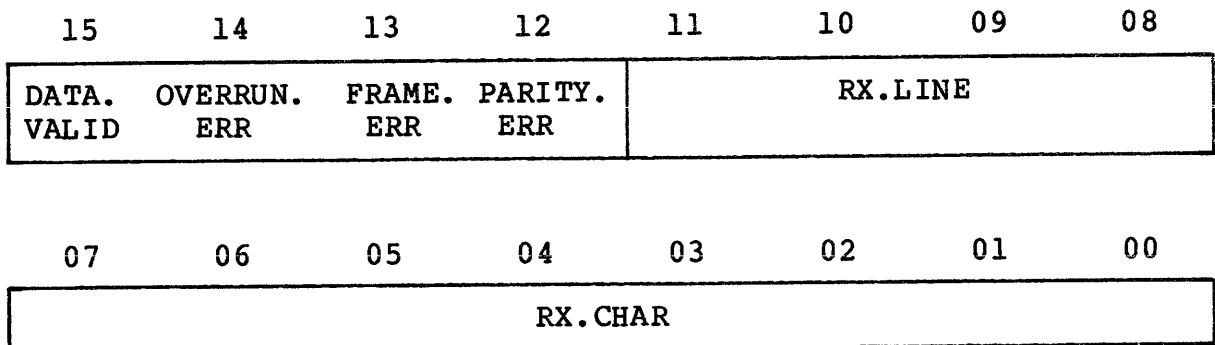 15 14 13 12 11 10 09 08
DATA. OVERRUN. FRAME. PARITY. RX.LINE
VALID ERR ERR ERR
07 06 05 04 03 02 01 00
RX.CHAR